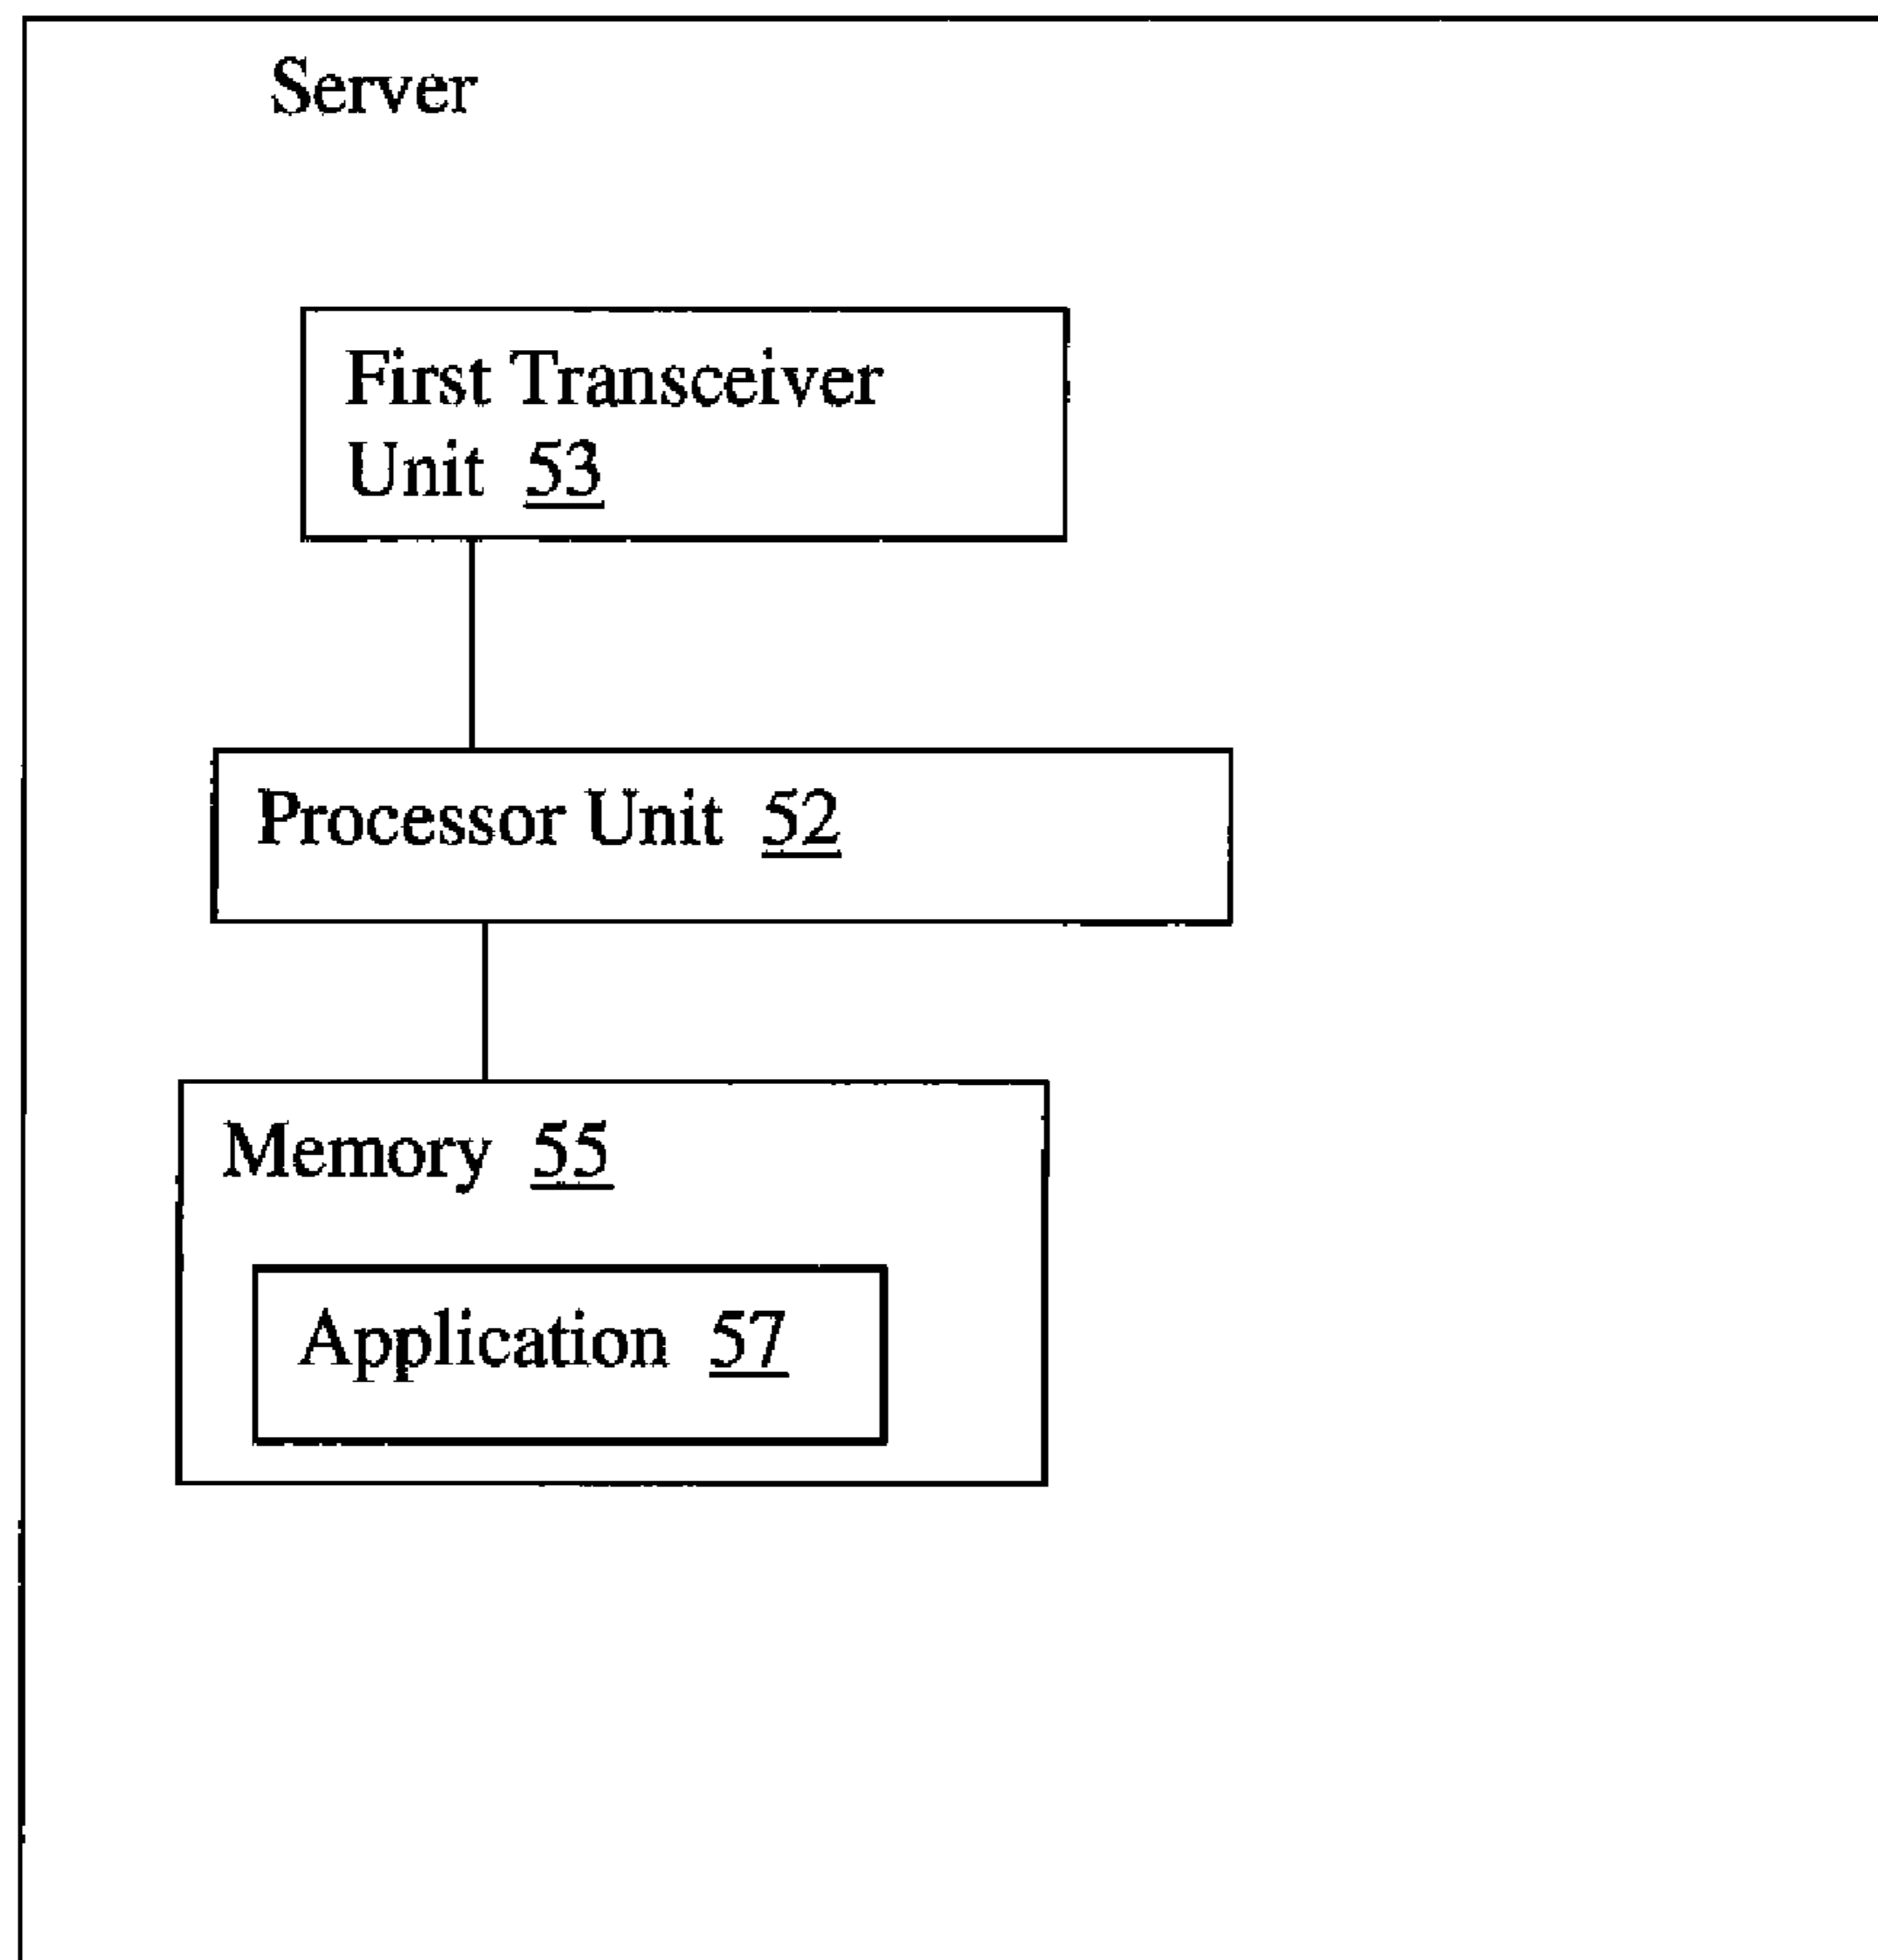 Server
First Transceiver
Unit 53
Processor Unit 52
Memory 55
Application 57